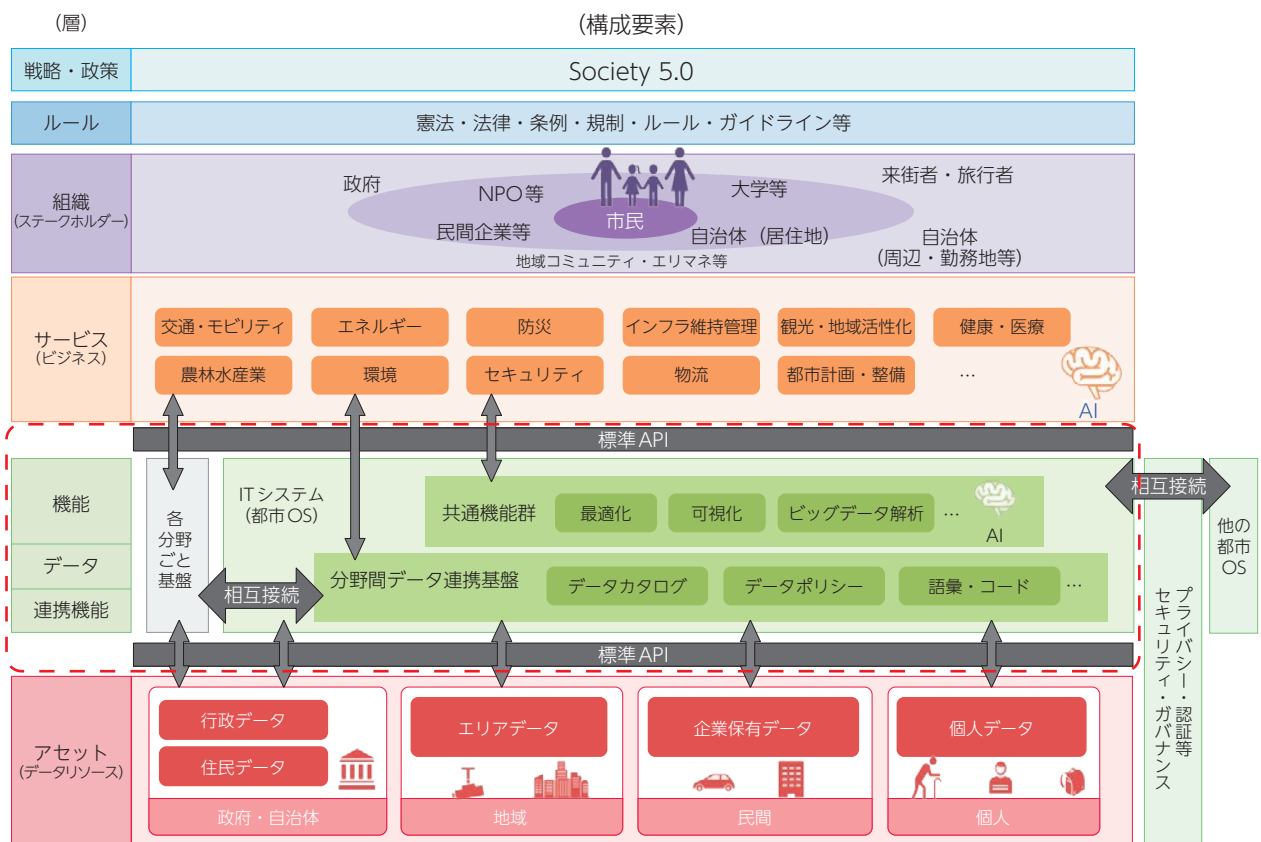 (層)
(構成要素)
戦略・政策
Society 5.0
ルール
憲法・法律・条例・規制・ルール・ガイドライン等
組織
(ステークホルダー)
政府
NPO等
大学等
来街者・旅行者
市民
民間企業等
自治体（居住地）
自治体
(周辺・勤務地等)
地域コミュニティ・エリマネ等
サービス
(ビジネス)
交通・モビリティ
エネルギー
防災
インフラ維持管理
観光・地域活性化
健康・医療
農林水産業
環境
セキュリティ
物流
都市計画・整備
…
AI
標準API
機能
データ
連携機能
各
分野
ごと
基盤
ITシステム
(都市OS)
共通機能群
最適化
可視化
ビッグデータ解析
…
AI
相互接続
分野間データ連携基盤
データカタログ
データポリシー
語彙・コード
…
相互接続
他の
都市
OS
プライバシー・認証等
セキュリティ・ガバナンス
標準API
アセット
(データリソース)
行政データ
住民データ
政府・自治体
エリアデータ
地域
企業保有データ
民間
個人データ
個人